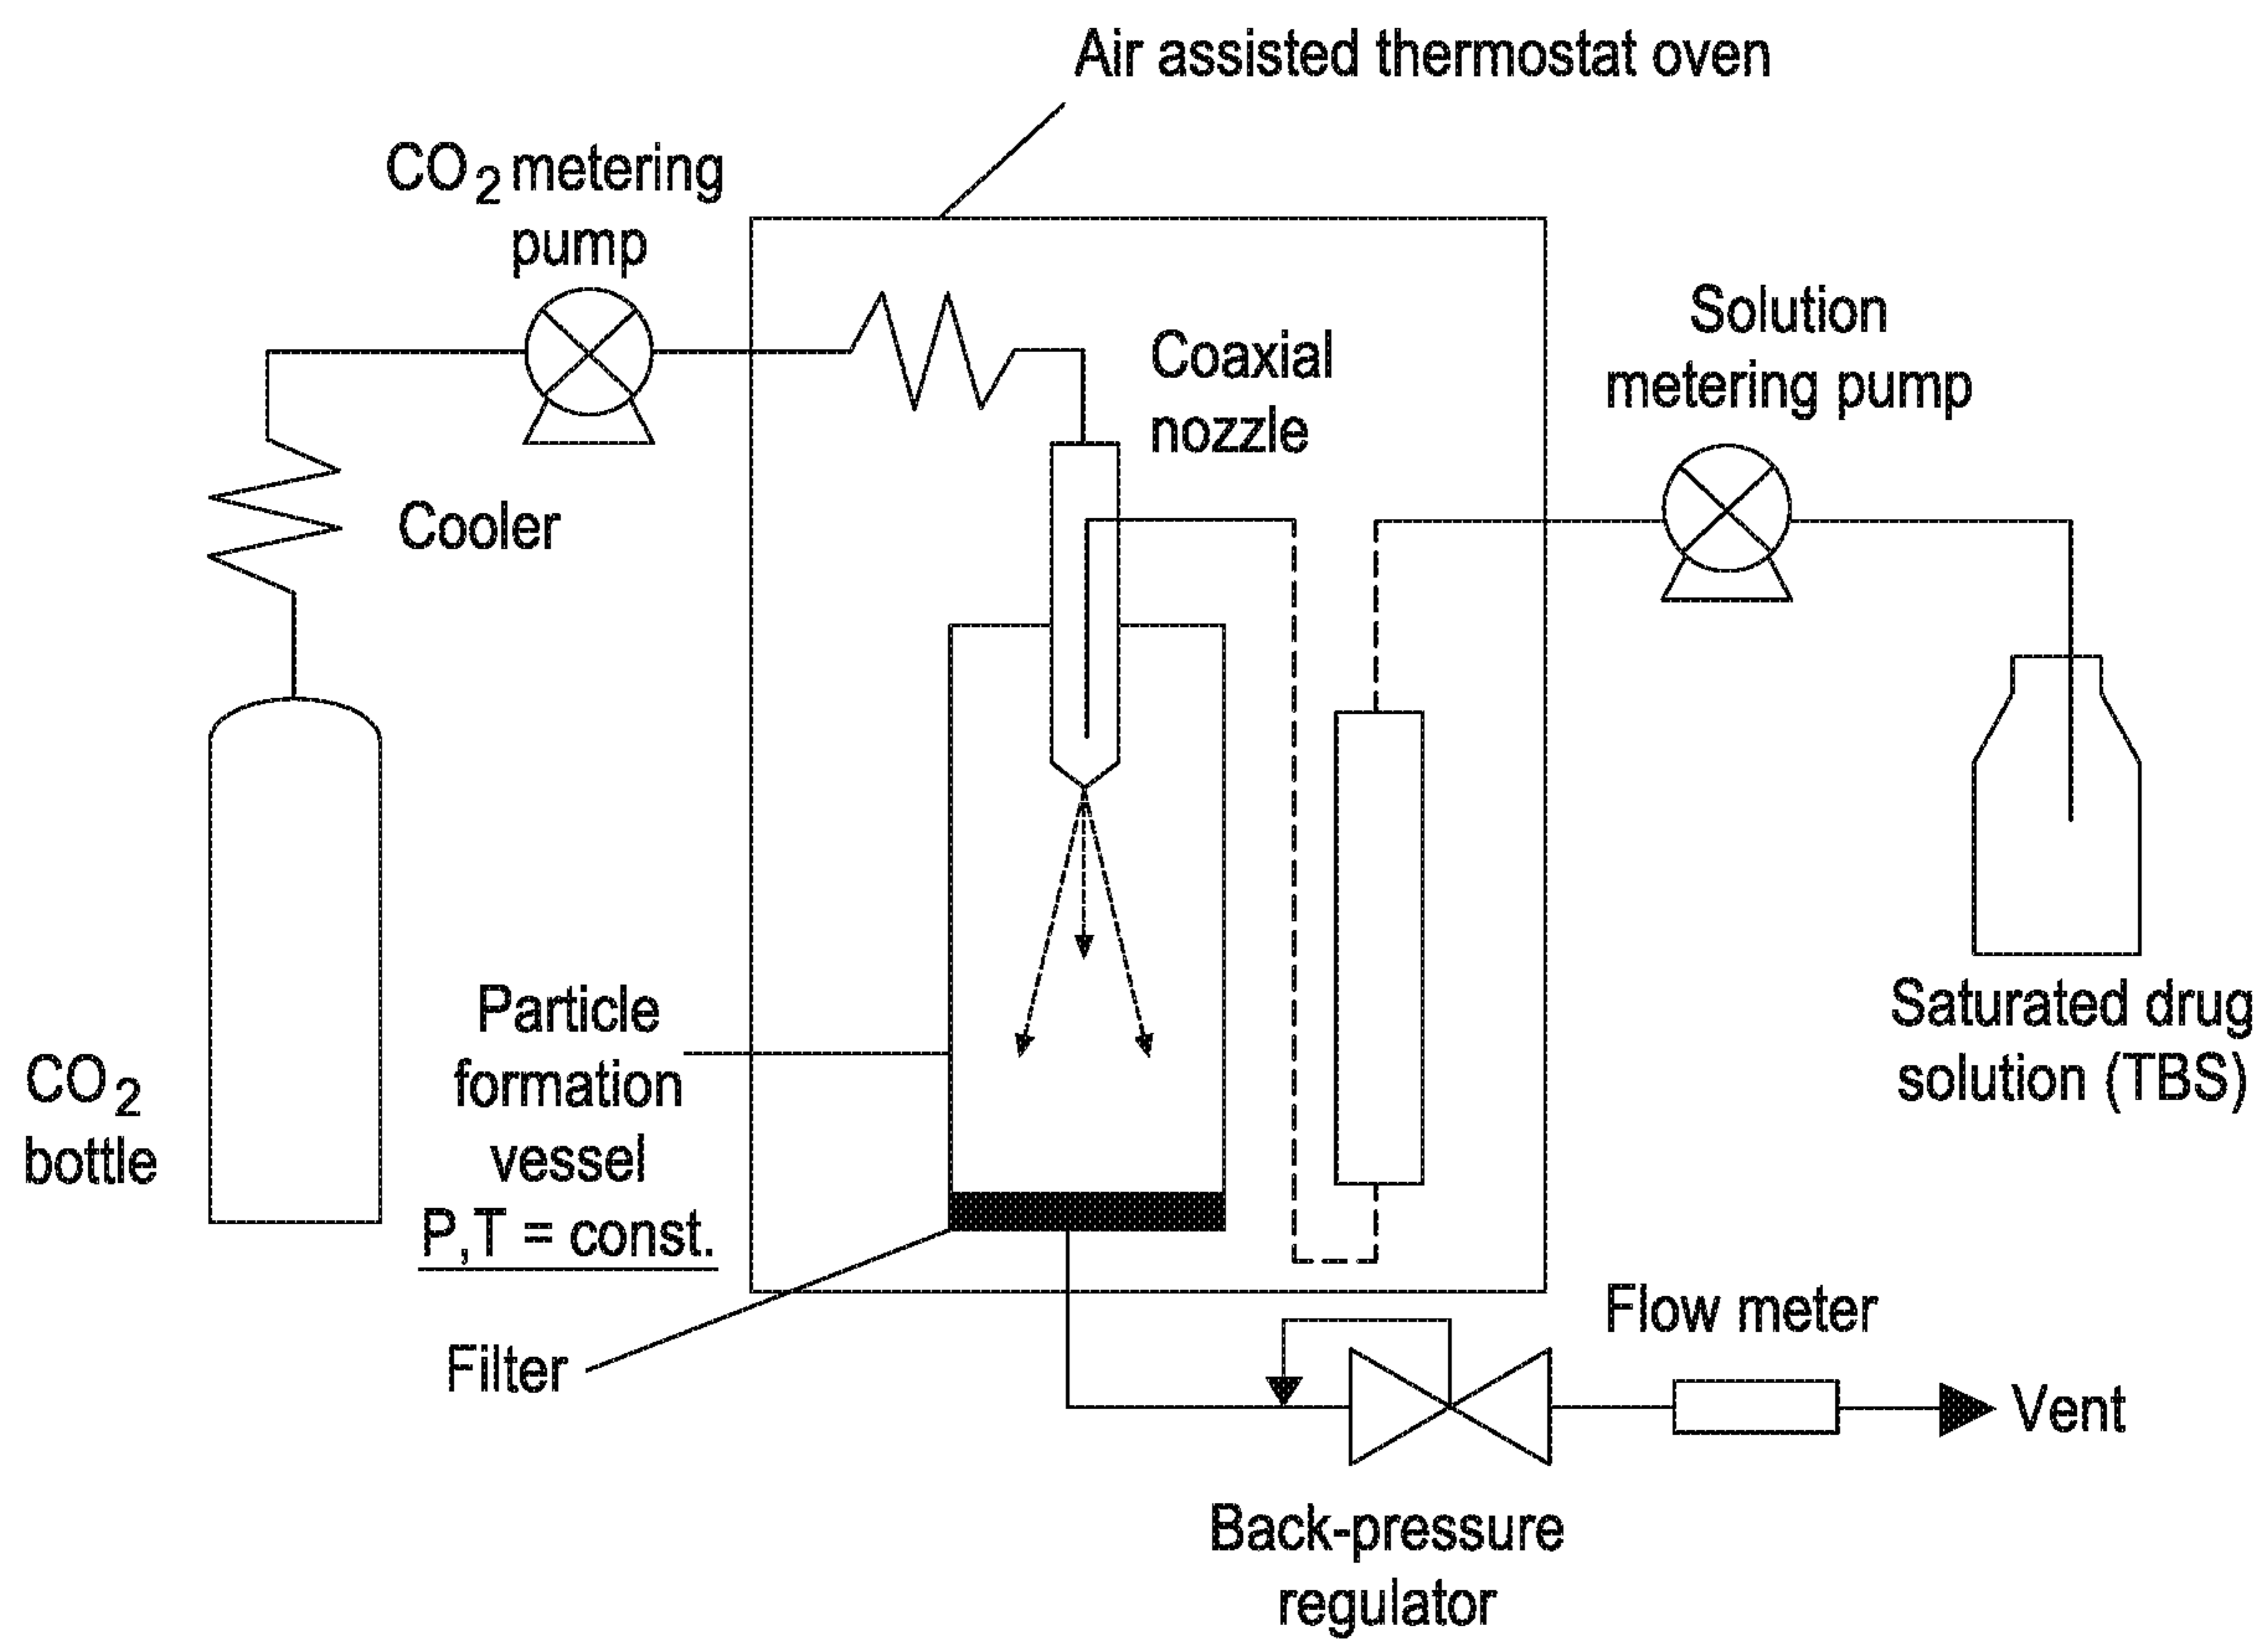 Air assisted thermostat oven
CO2 metering
pump
Solution
metering pump
Coaxial
nozzle
Cooler
Particle
formation
vessel
P,T = const.
Saturated drug
solution (TBS)
CO2
bottle
Filter
Flow meter
Vent
Back-pressure
regulator